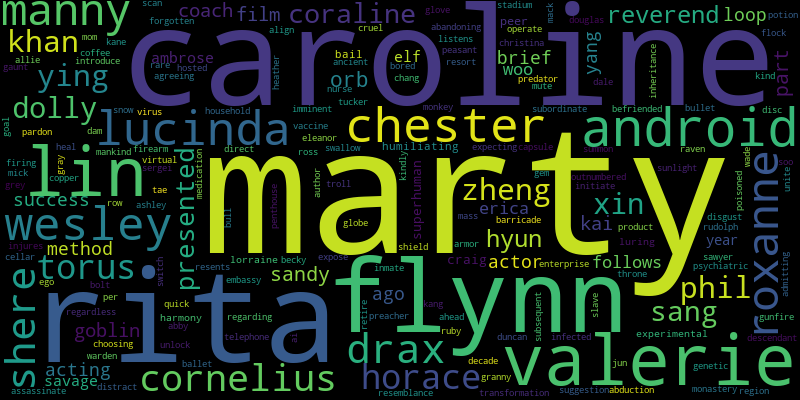 manny
coach
film
coraline
peer
glove
stadium
mack
douglas
scan
potion
forgotten
align
cruel
abandoning
operate
christina
flock
khan
mom
kane
caroline
reverend
loop
coffee
introduce
listens
peasant
allie
rare
hosted
ambrose
bail
elf
brief
yang
part
gaunt
agreeing
heather
ancient
bored
resort
woo
dale
kind
ying
orb
nurse
chang
predator
mute
inheritance
dolly
snow
virus
household
imminent
tucker
monkey
subordinate
befriended
bullet
disc
goal
pardon
dam
heal
mankind
lucinda
eleanor
chester
android
firing
mick
gray
virtual
firearm
sergei
direct
vaccine
ross
swallow
humiliating
expecting
capsule
summon
raven
wade
grey
lin
copper
tae
medication
author
kindly
superhuman
gem
outnumbered
initiate
sunlight
poisoned
soo
unite
success
row
ashley
presented
penthouse
troll
marty
zheng
xin
disgust
rudolph
roxanne
wesley
injures
method
bull
globe
mass
erica
barricade
kai
product
year
admitting
cellar
ego
switch
lorraine
becky
shield
armor
hyun
luring
sawyer
psychiatric
torus
presents
embassy
expose
sandy
inmate
craig
actor
enterprise
follows
throne
shere
bolt
per
quick
rita
ago
preacher
flynn
phil
regardless
harmony
regarding
kang
subsequent
slave
experimental
gunfire
goblin
abby
telephone
ai
retire
ahead
ruby
sang
descendant
choosing
warden
unlock
ballet
drax
duncan
infected
valerie
acting
savage
distract
cornelius
horace
decade
granny
jun
genetic
assassinate
resemblance
transformation
suggestion
abduction
monastery
region